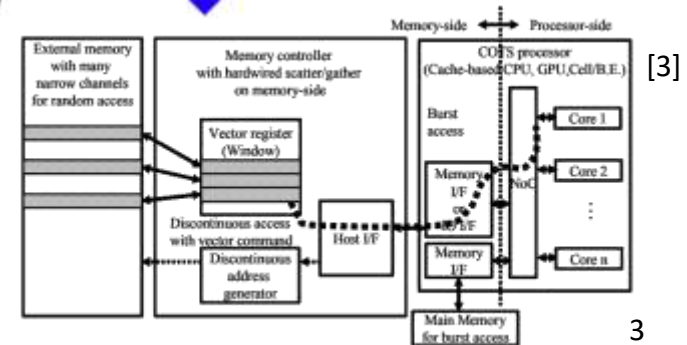 Memory-side
Processor-side
External memory
with many
narrow channels
for random access
Memory controller
with hardwired scatter/gather
on memory-side
COTS processor
(Cache-based CPU, GPU,Cell/B.E.)
[3]
Vector register
(Window)
Burst
access
Core 1
Memory
I/F
or
I/F
NoC
Core 2
⋮
Discontinuous access
with vector command
Host I/F
Discontinuous
address
generator
Memory
I/F
Core n
Main Memory
for burst access
3